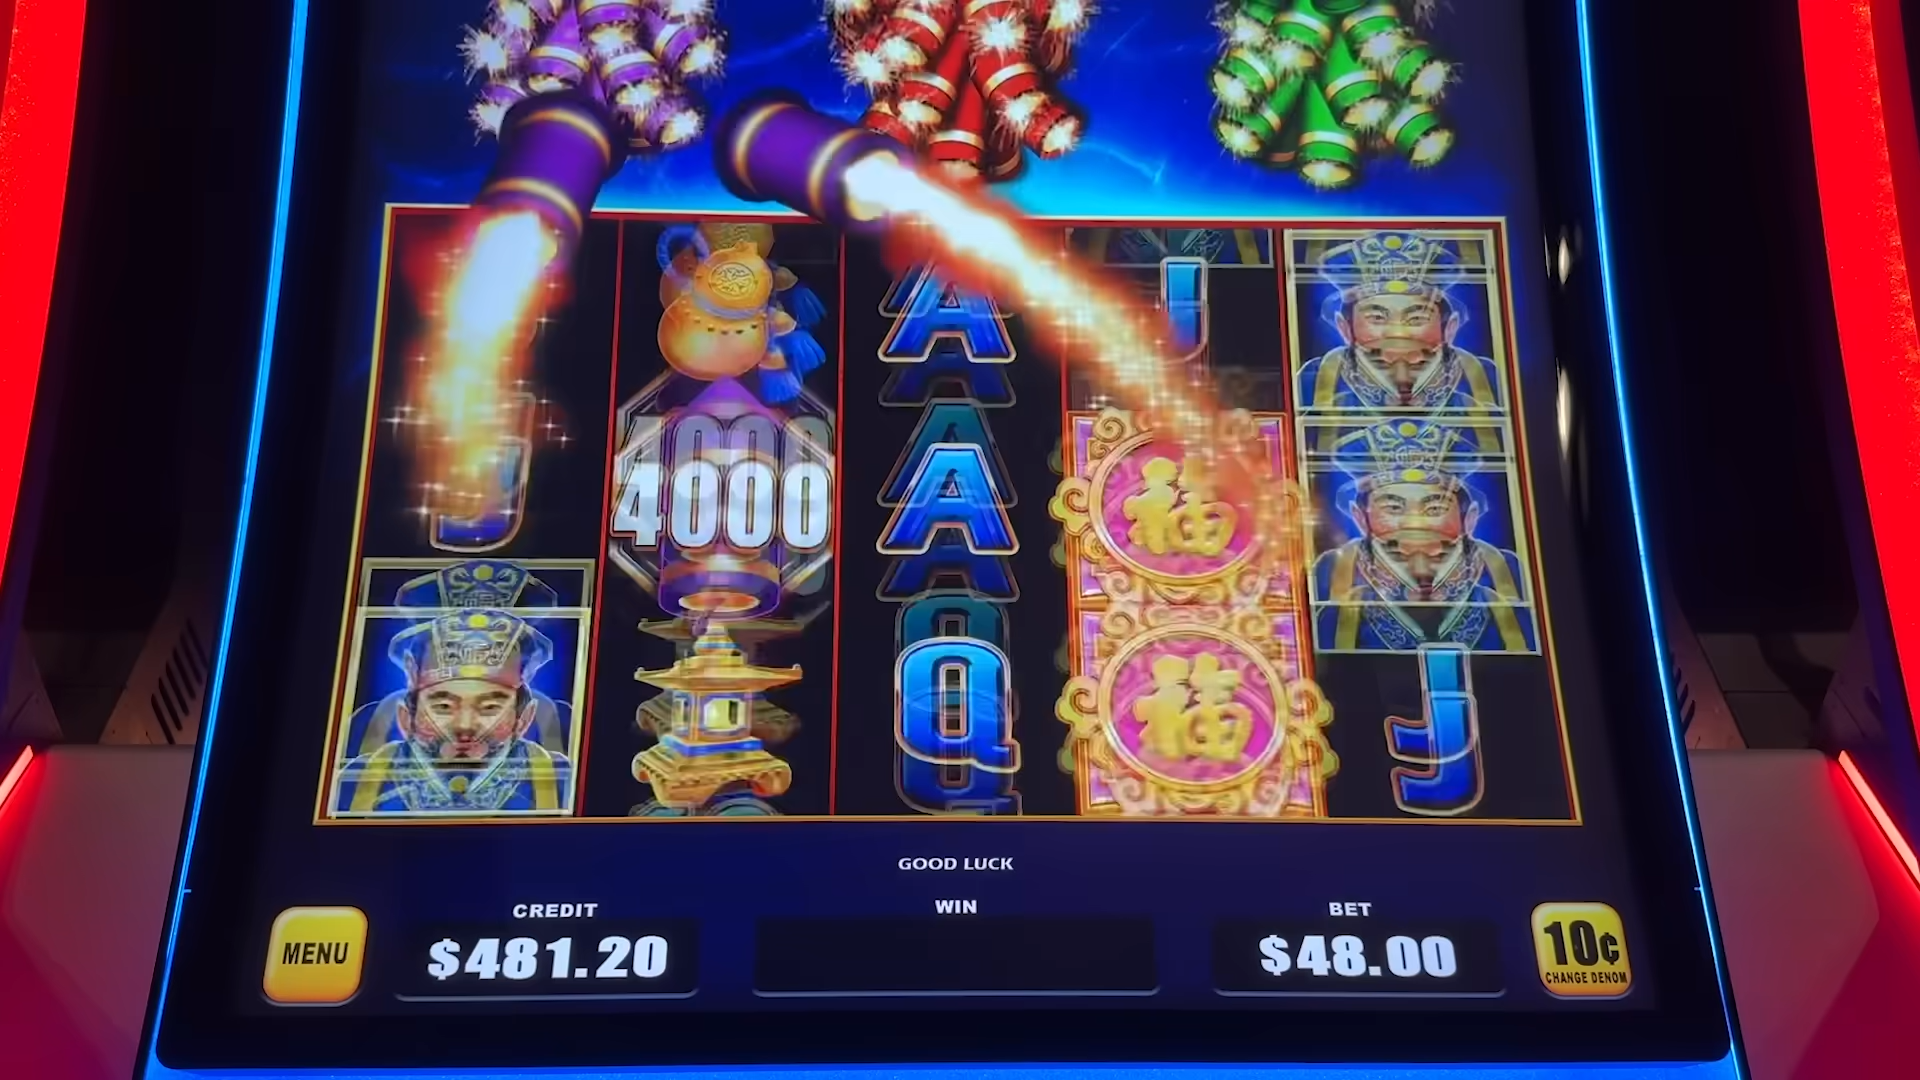 J
A
4000
A
福
Q
福
J
J
GOOD LUCK
CREDIT
WIN
BET
MENU
$481.20
$48.00
10¢
CHANGE DENOM